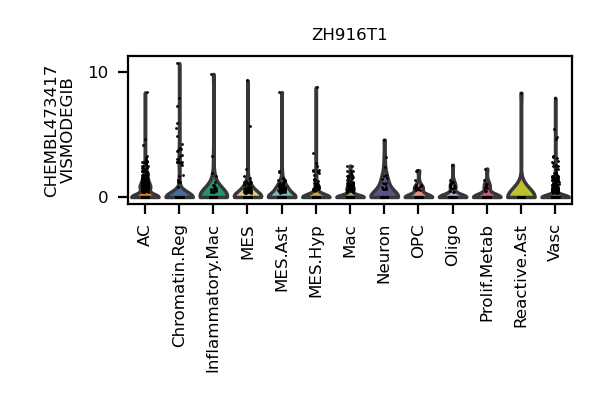 ZH916T1
CHEMBL473417
VISMODEGIB
10
0
AC
Chromatin.Reg
Inflammatory.Mac
MES
MES.Ast
MES.Hyp
Mac
Neuron
OPC
Oligo
Prolif.Metab
Reactive.Ast
Vasc